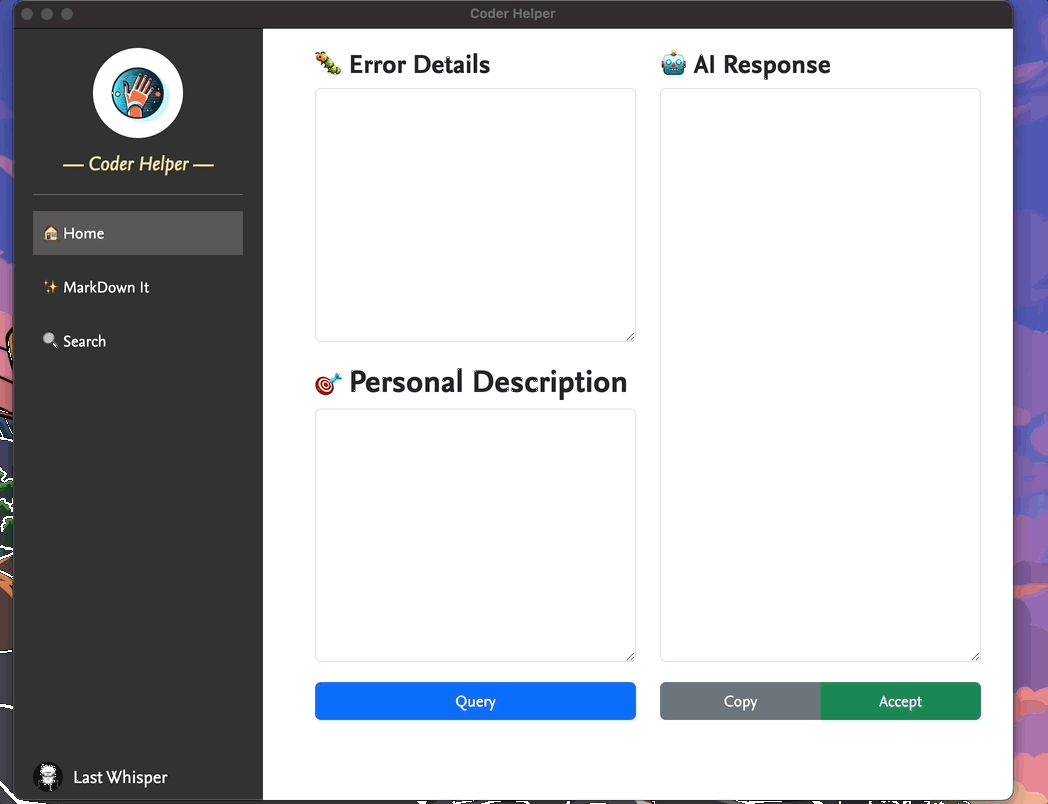 Coder Helper
— Coder Helper —
Home
MarkDown It
Search
Last Whisper
Error Details
Personal Description
Query
AI Response
Copy
Accept